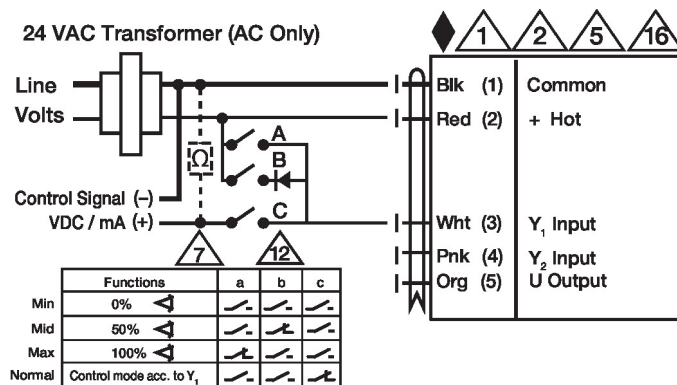 24 VAC Transformer (AC Only)
1 2 5 16
Line
Volts
Blk (1) Common
Red (2) + Hot
A
B
C
Ω
Control Signal (–)
VDC / mA (+)
Wht (3) Y₁ Input
Pnk (4) Y₂ Input
Org (5) U Output
7 12
Functions a b c
Min 0%
Mid 50%
Max 100%
Normal Control mode acc. to Y₁